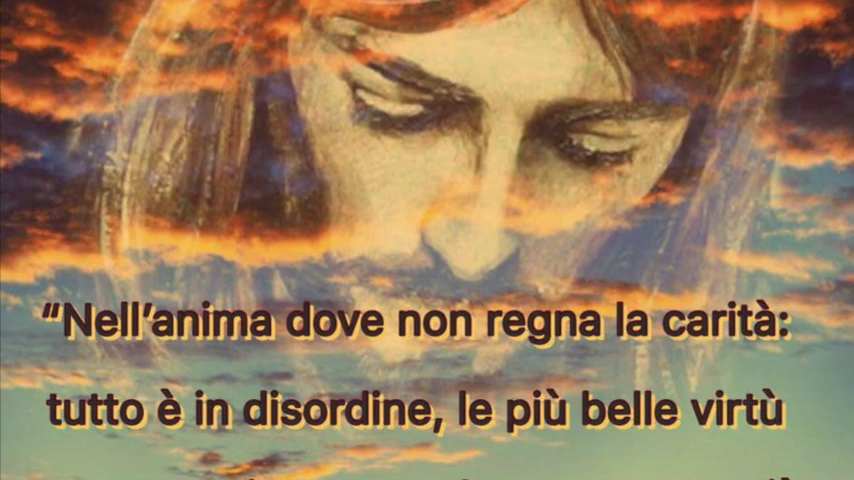 “Nell’anima dove non regna la carità:
tutto è in disordine, le più belle virtù